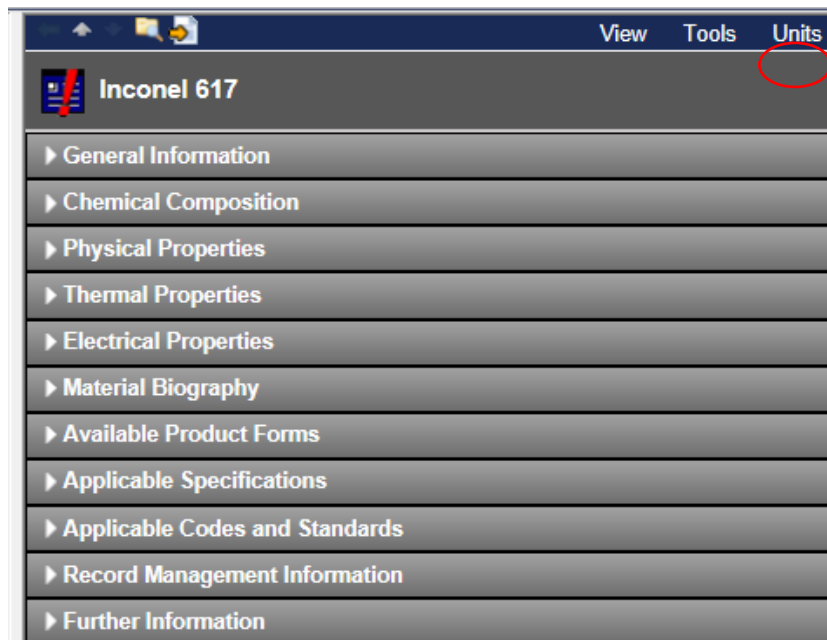 View Tools Units
Inconel 617
General Information
Chemical Composition
Physical Properties
Thermal Properties
Electrical Properties
Material Biography
Available Product Forms
Applicable Specifications
Applicable Codes and Standards
Record Management Information
Further Information